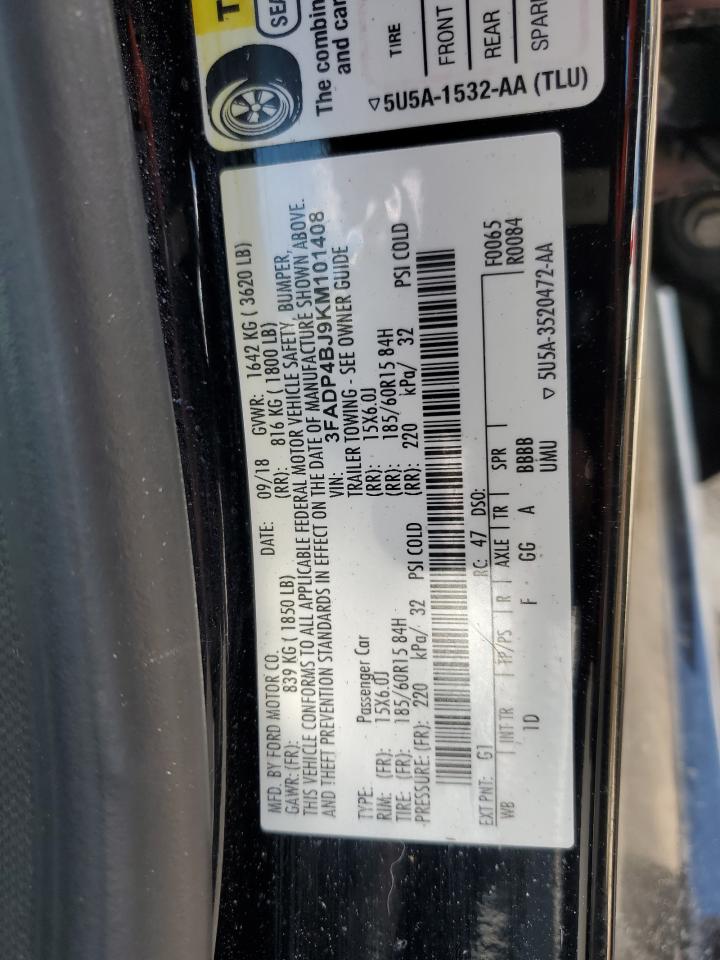 T
SEA
The combin
and car
TIRE
FRONT
REAR
SPAR
▽5U5A-1532-AA (TLU)
MFD. BY FORD MOTOR CO. DATE: 09/18 GVWR: 1642 KG ( 3620 LB)
GAWR: (FR): 839 KG ( 1850 LB) (RR): 816 KG ( 1800 LB)
THIS VEHICLE CONFORMS TO ALL APPLICABLE FEDERAL MOTOR VEHICLE SAFETY, BUMPER,
AND THEFT PREVENTION STANDARDS IN EFFECT ON THE DATE OF MANUFACTURE SHOWN ABOVE.
VIN: 3FADP4BJ9KM101408
TYPE: Passenger Car TRAILER TOWING - SEE OWNER GUIDE
RIM: (FR): 15X6.0J (RR): 15X6.0J
TIRE: (FR): 185/60R15 84H (RR): 185/60R15 84H
PRESSURE: (FR): 220 kPa/ 32 PSI COLD (RR): 220 kPa/ 32 PSI COLD
EXT PNT: G1 RC: 47 DSO: F0065
R0084
WB | INT TR | TP/PS | R | AXLE | TR | SPR |
1D F GG A BBBB
UMU
▽ 5U5A-3520472-AA